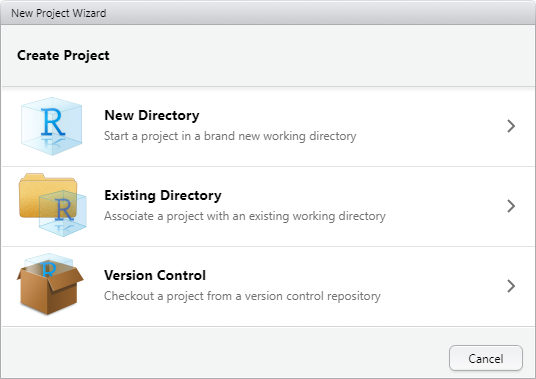 New Project Wizard
Create Project
R
New Directory
Start a project in a brand new working directory
R
Existing Directory
Associate a project with an existing working directory
R
Version Control
Checkout a project from a version control repository
Cancel